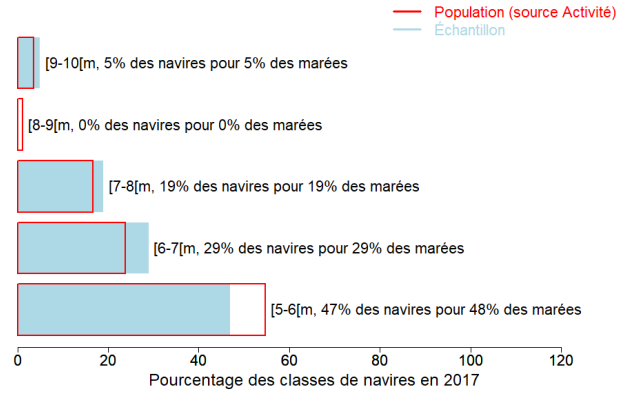 Population (source Activité)
Échantillon
[9-10[m, 5% des navires pour 5% des marées
[8-9[m, 0% des navires pour 0% des marées
[7-8[m, 19% des navires pour 19% des marées
[6-7[m, 29% des navires pour 29% des marées
[5-6[m, 47% des navires pour 48% des marées
0 20 40 60 80 100 120
Pourcentage des classes de navires en 2017